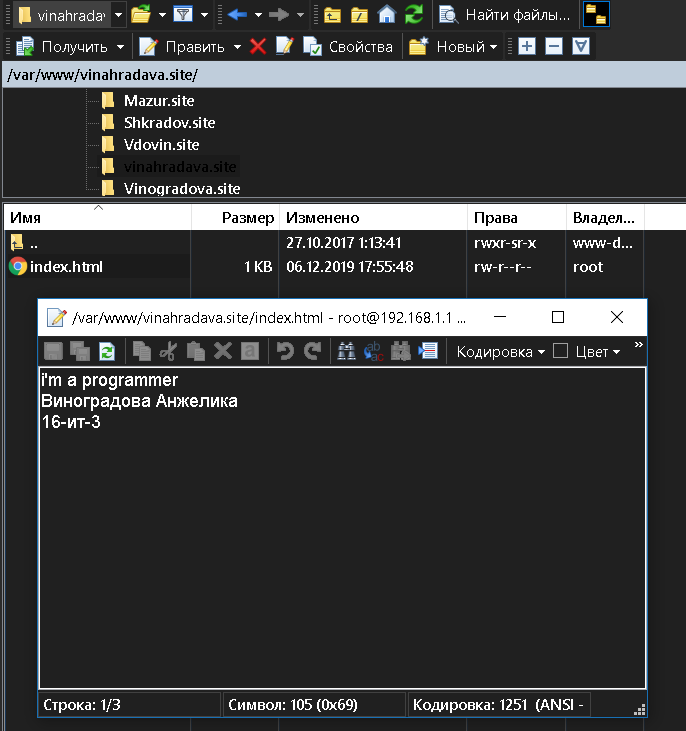 vinahradav
Найти файлы...
Получить
Править
Свойства
Новый
/var/www/vinahradava.site/
Mazur.site
Shkradov.site
Vdovin.site
vinahradava.site
Vinogradova.site
Имя Размер Изменено Права Владел...
.. 27.10.2017 1:13:41 rwxr-sr-x www-d...
index.html 1 KB 06.12.2019 17:55:48 rw-r--r-- root
/var/www/vinahradava.site/index.html - root@192.168.1.1 ...
Кодировка Цвет »
i'm a programmer
Виноградова Анжелика
16-ит-3
Строка: 1/3 Символ: 105 (0x69) Кодировка: 1251 (ANSI -